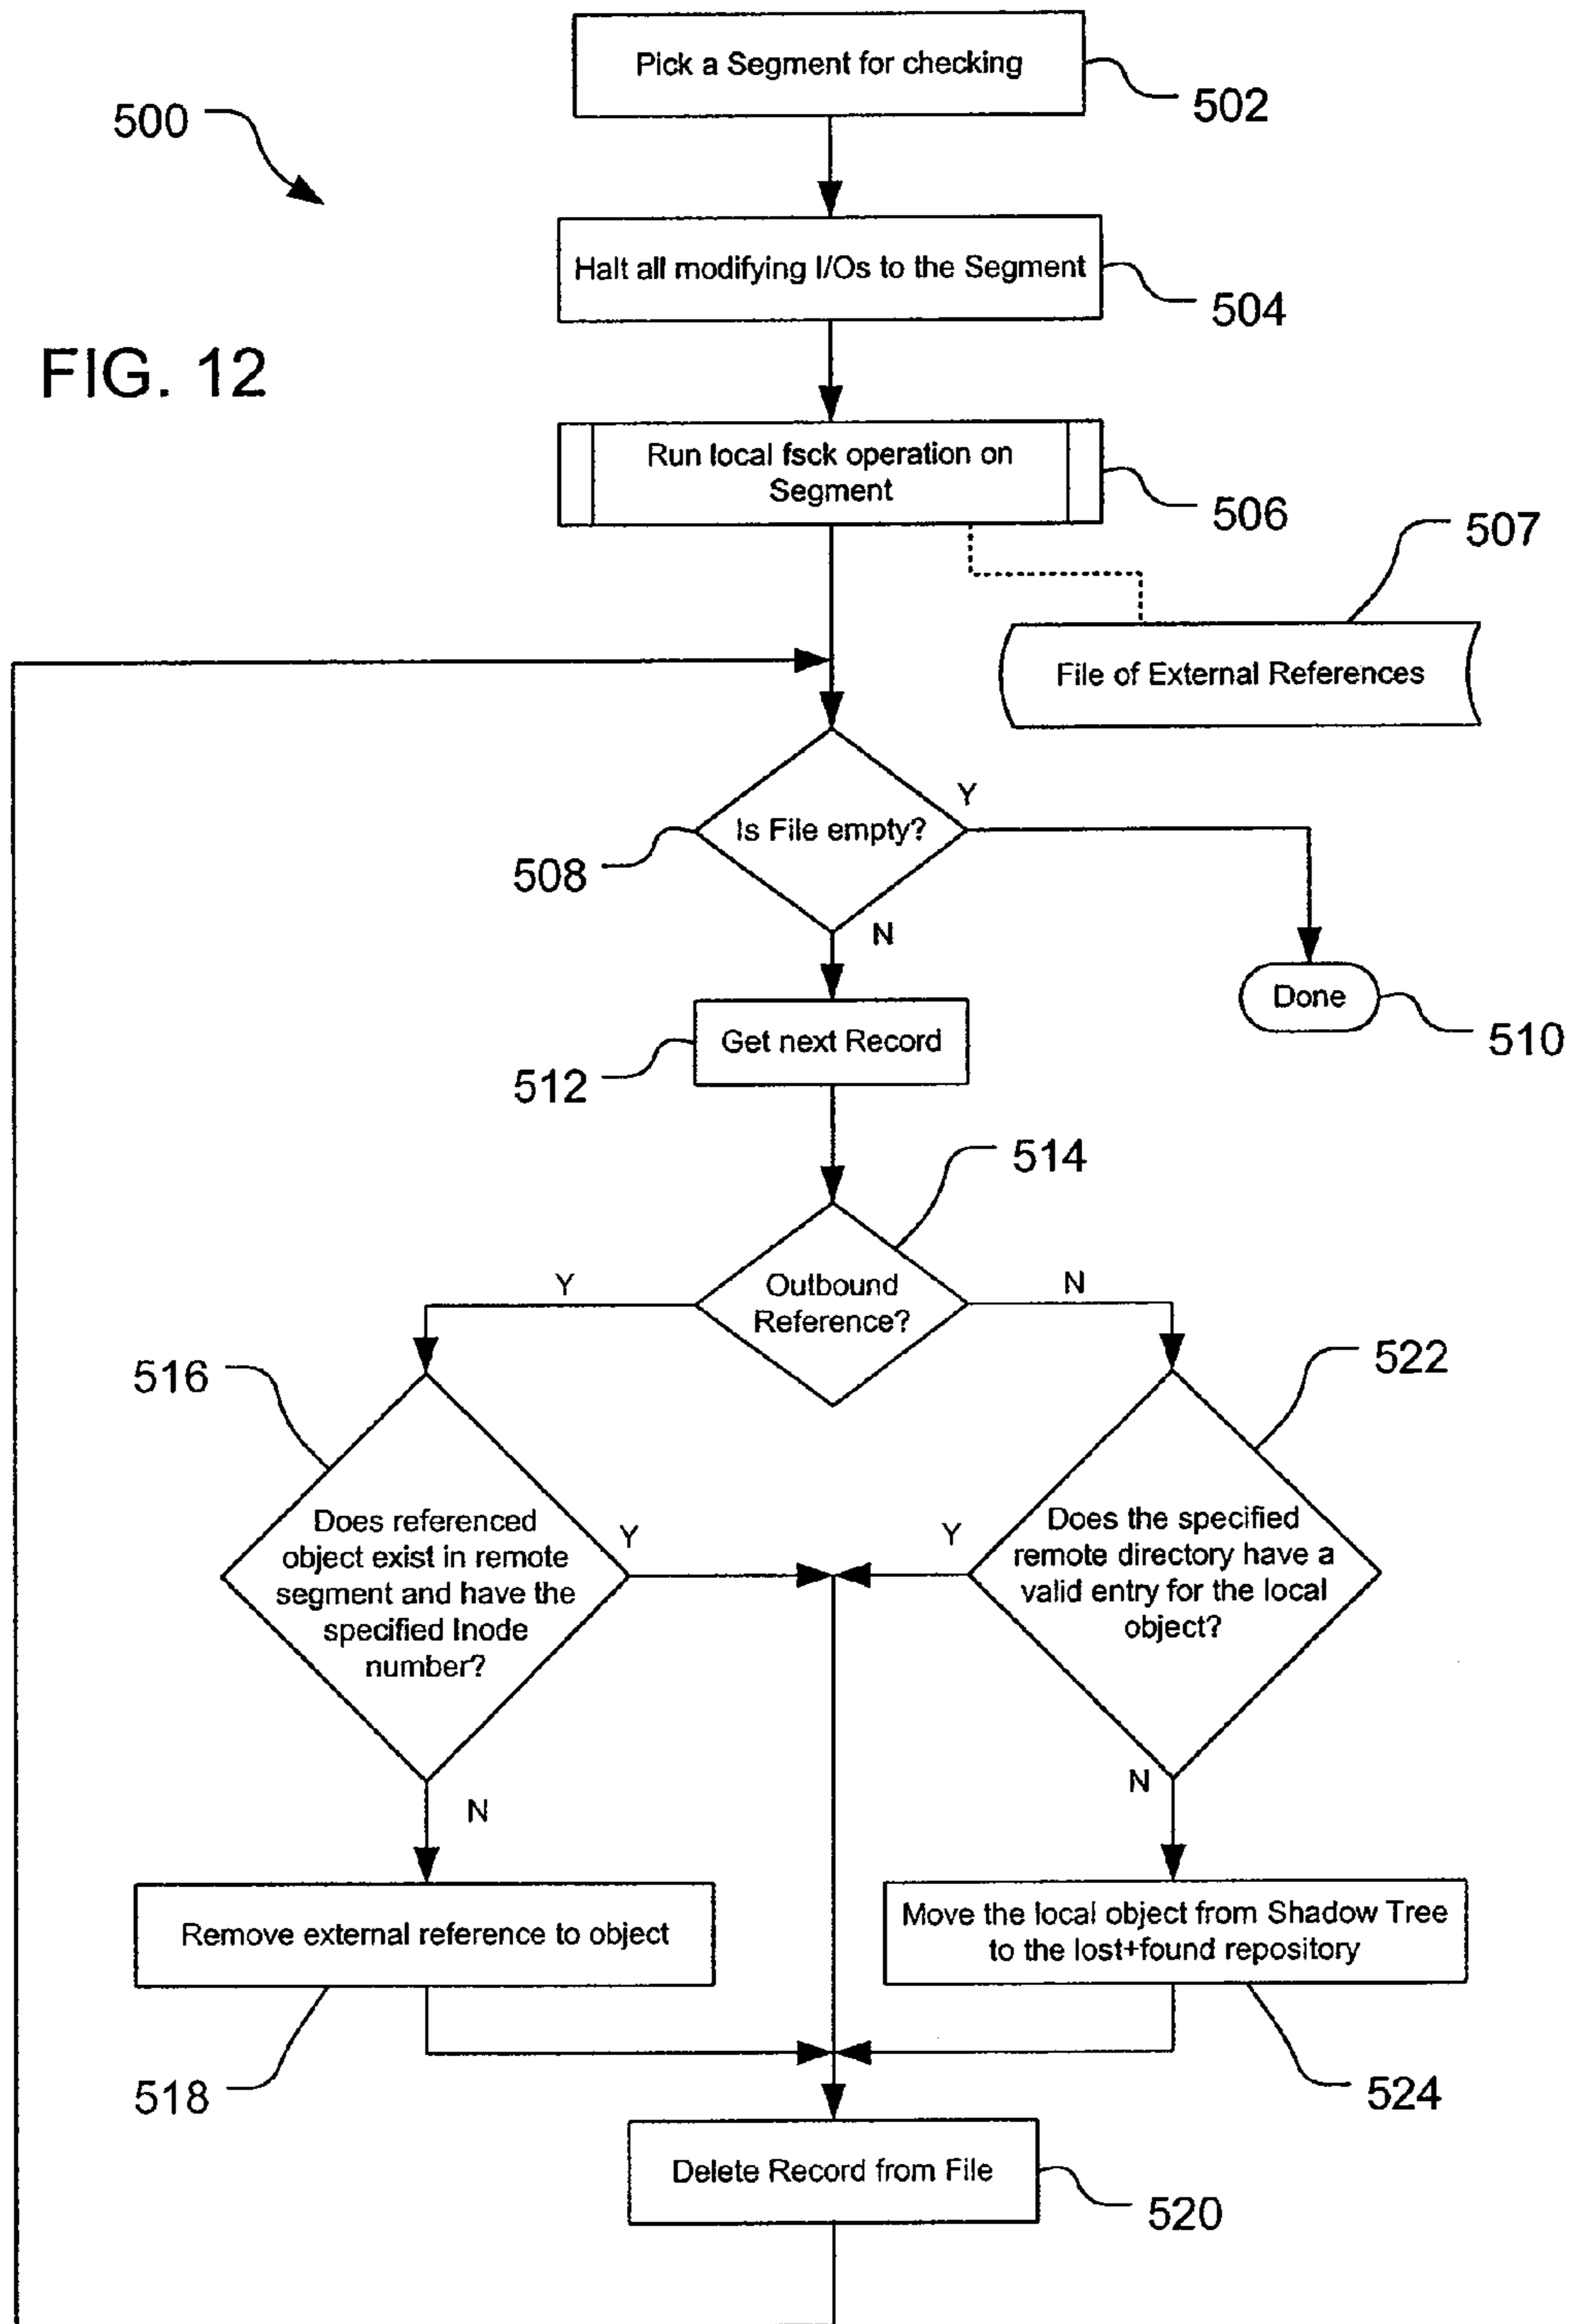 Pick a Segment for checking
502
500
Halt all modifying I/Os to the Segment
504
FIG. 12
Run local fsck operation on
Segment
506
507
File of External References
Is File empty?
Y
508
N
Done
510
Get next Record
512
514
Outbound
Reference?
Y
N
516
522
Does referenced
object exist in remote
segment and have the
specified Inode
number?
Y
Y
Does the specified
remote directory have a
valid entry for the local
object?
N
N
Remove external reference to object
Move the local object from Shadow Tree
to the lost+found repository
518
524
Delete Record from File
520